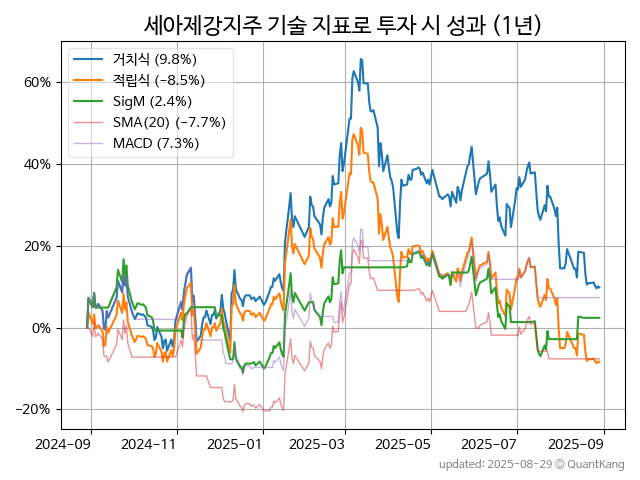 세아제강지주 기술 지표로 투자 시 성과 (1년)
거치식 (9.8%)
적립식 (−8.5%)
SigM (2.4%)
SMA(20) (−7.7%)
MACD (7.3%)
60%
40%
20%
0%
−20%
2024-09 2024-11 2025-01 2025-03 2025-05 2025-07 2025-09
updated: 2025-08-29 © QuantKang